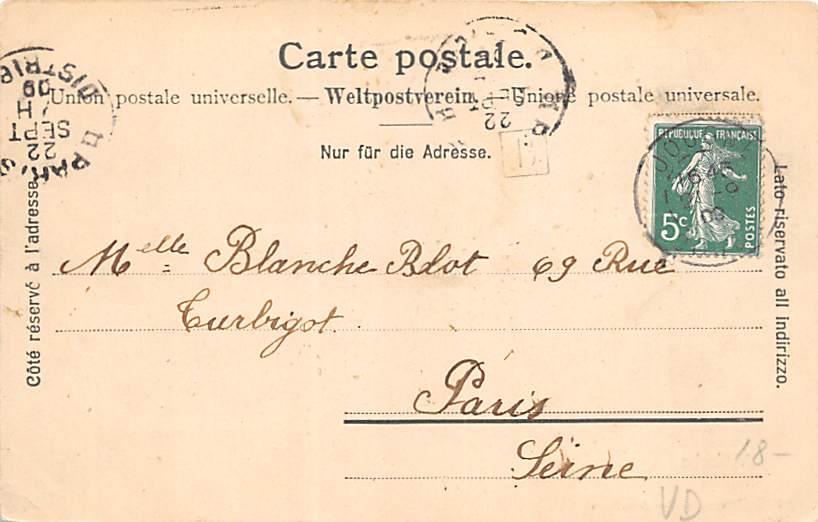 Carte postale.
Union postale universelle. — Weltpostverein. — Unione postale universale.
Nur für die Adresse.
Côté réservé à l'adresse.
Lato riservato all indirizzo.
REPUBLIQUE FRANÇAISE
5c
POSTES
Melle Blanche Blot 69 Rue
Turbigot.
Paris
Seine
18-
VD
PARIS
DISTRIB
7 H
22
SEPT
09
22